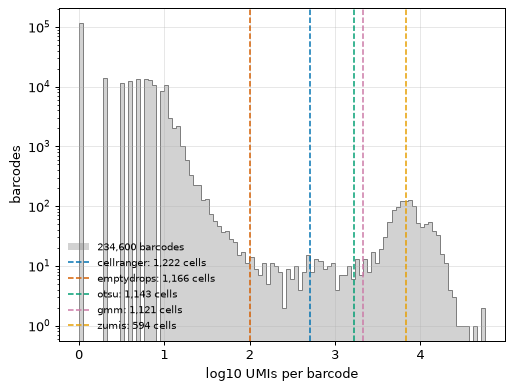 10⁵
10⁴
10³
10²
10¹
10⁰
barcodes
234,600 barcodes
cellranger: 1,222 cells
emptydrops: 1,166 cells
otsu: 1,143 cells
gmm: 1,121 cells
zumis: 594 cells
0 1 2 3 4
log10 UMIs per barcode